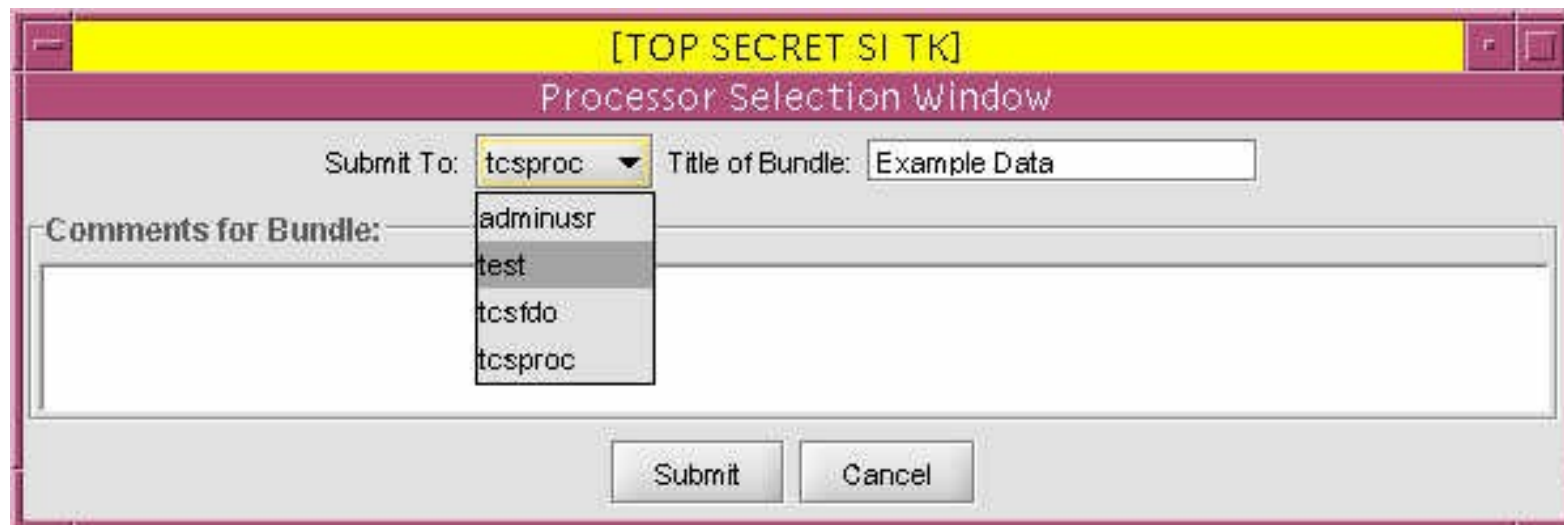 [TOP SECRET SI TK]
Processor Selection Window
Submit To: tcsproc Title of Bundle: Example Data
adminusr
Comments for Bundle:
test
tcsfdo
tcsproc
Submit Cancel